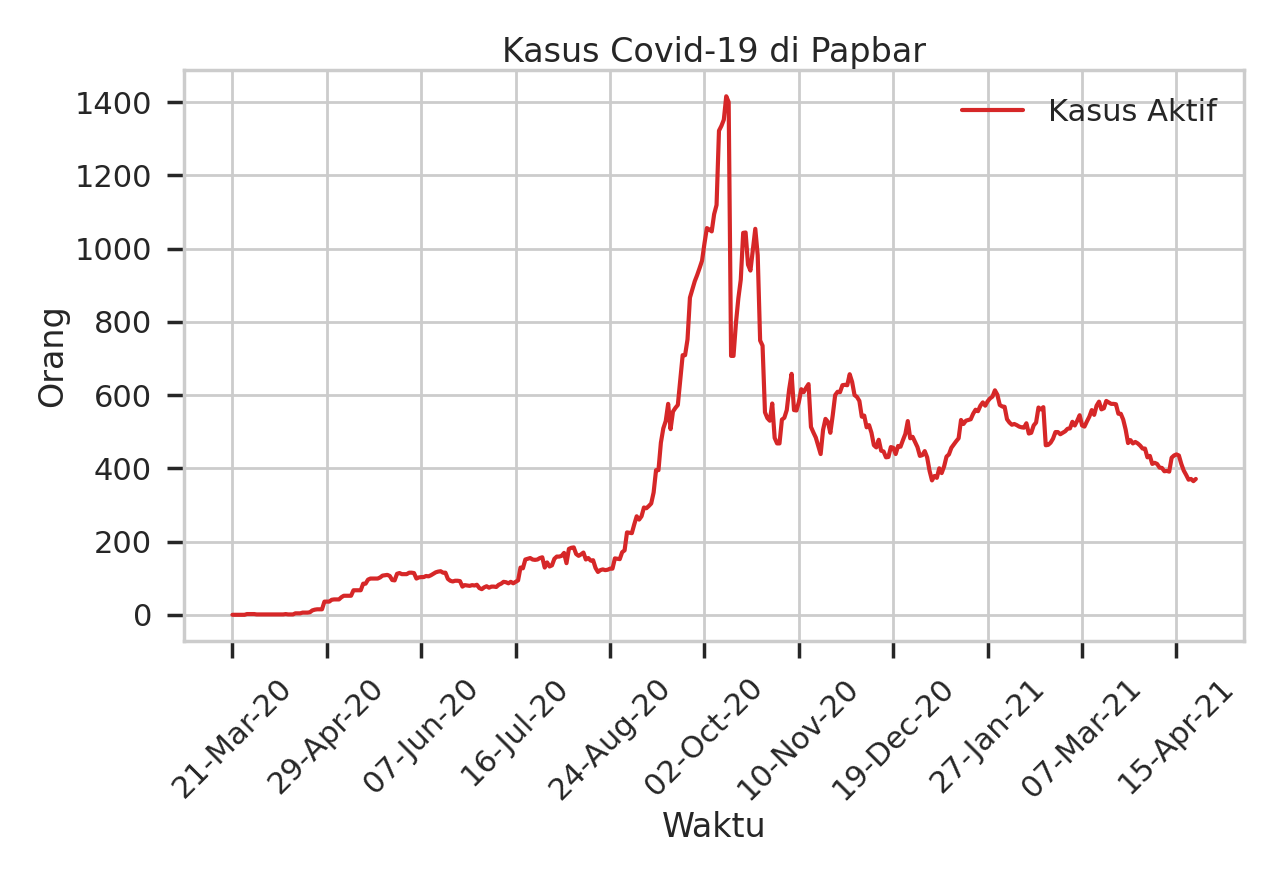 Kasus Covid-19 di Papbar
Kasus Aktif
1400
1200
1000
800
600
400
200
0
Orang
21-Mar-20
29-Apr-20
07-Jun-20
16-Jul-20
24-Aug-20
02-Oct-20
10-Nov-20
19-Dec-20
27-Jan-21
07-Mar-21
15-Apr-21
Waktu